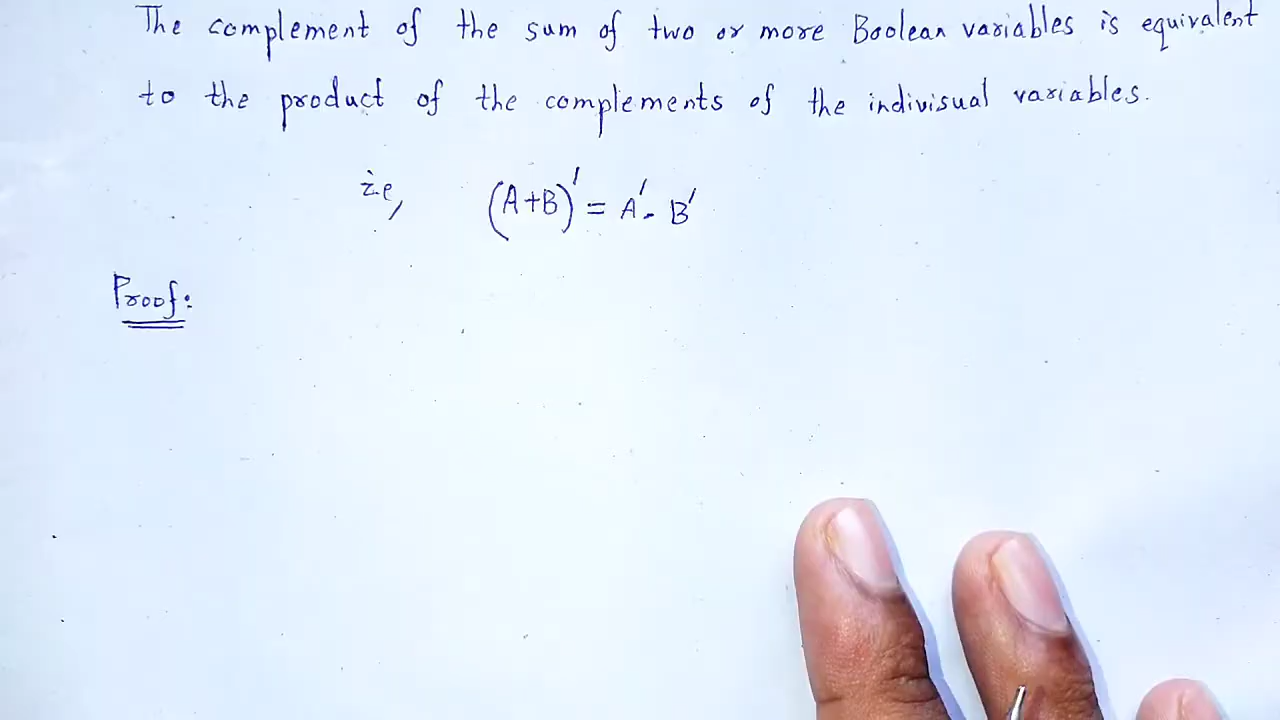 The complement of the sum of two or more Boolean variables is equivalent
to the product of the complements of the indivisual variables.
i.e, (A+B)' = A'. B'
Proof: